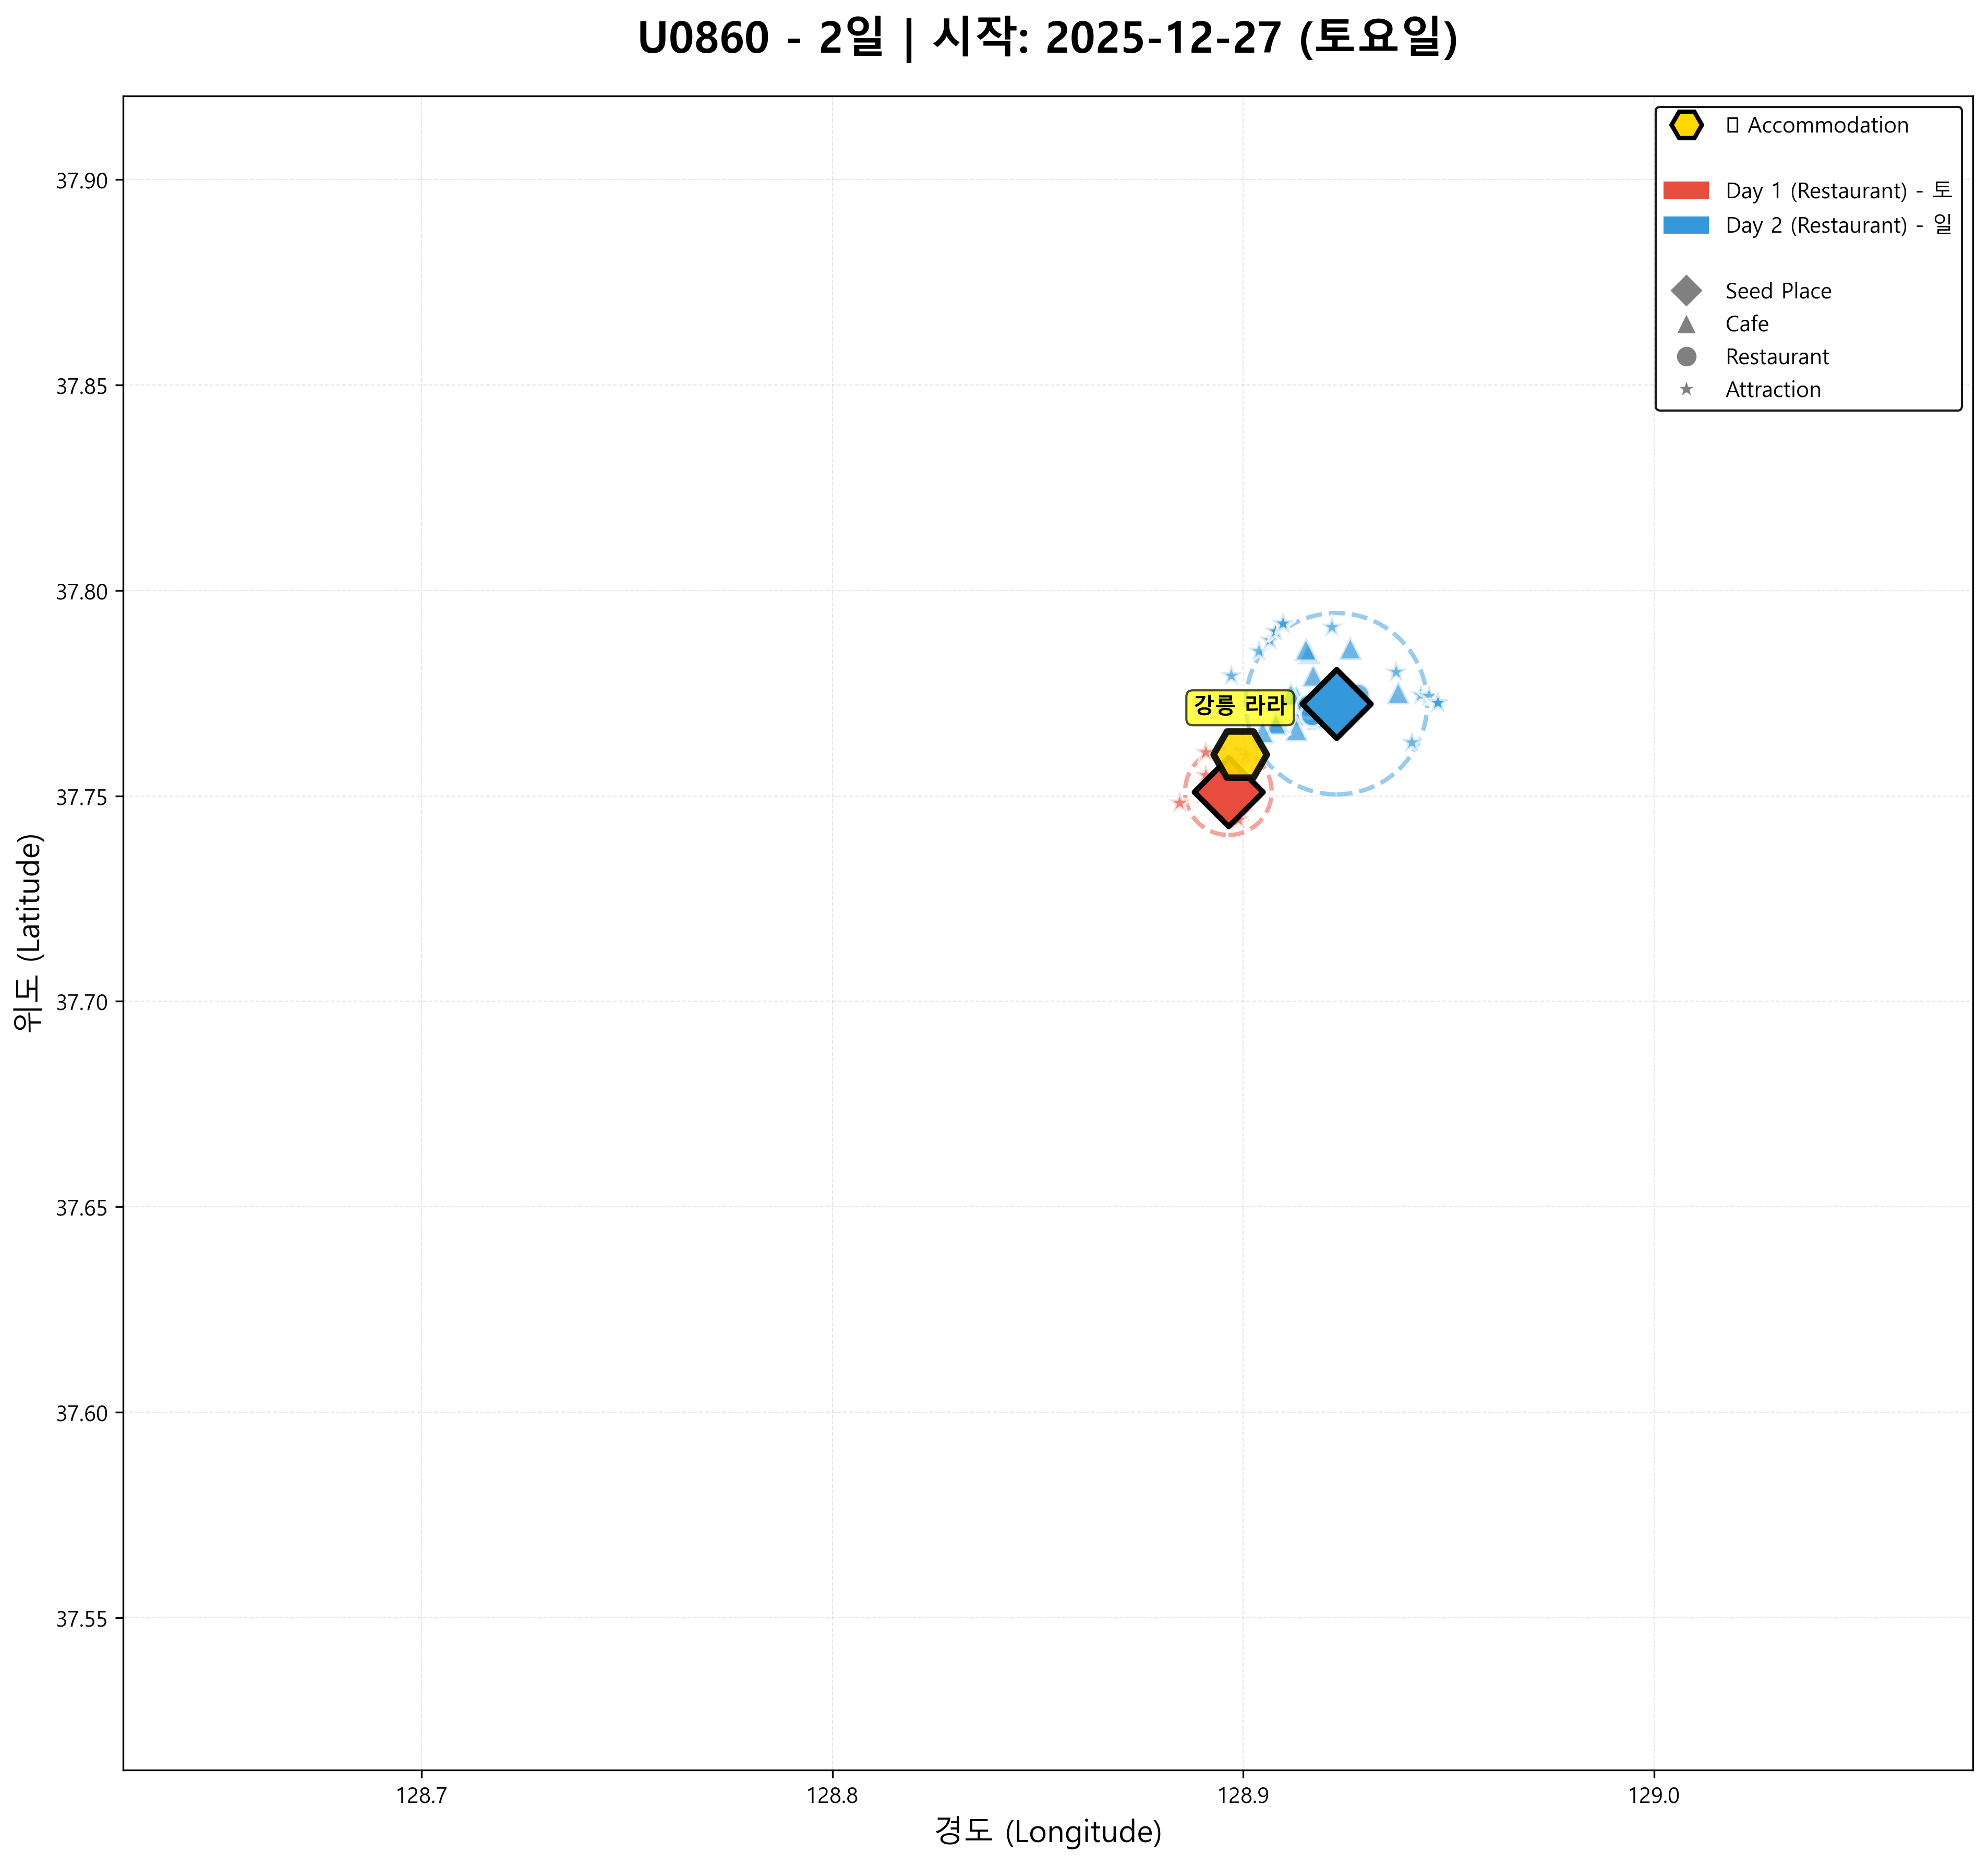 U0860 - 2일 | 시작: 2025-12-27 (토요일)
Accommodation
Day 1 (Restaurant) - 토
Day 2 (Restaurant) - 일
Seed Place
Cafe
Restaurant
Attraction
37.90
37.85
37.80
37.75
37.70
37.65
37.60
37.55
위도 (Latitude)
강릉 라라
128.7
128.8
128.9
129.0
경도 (Longitude)